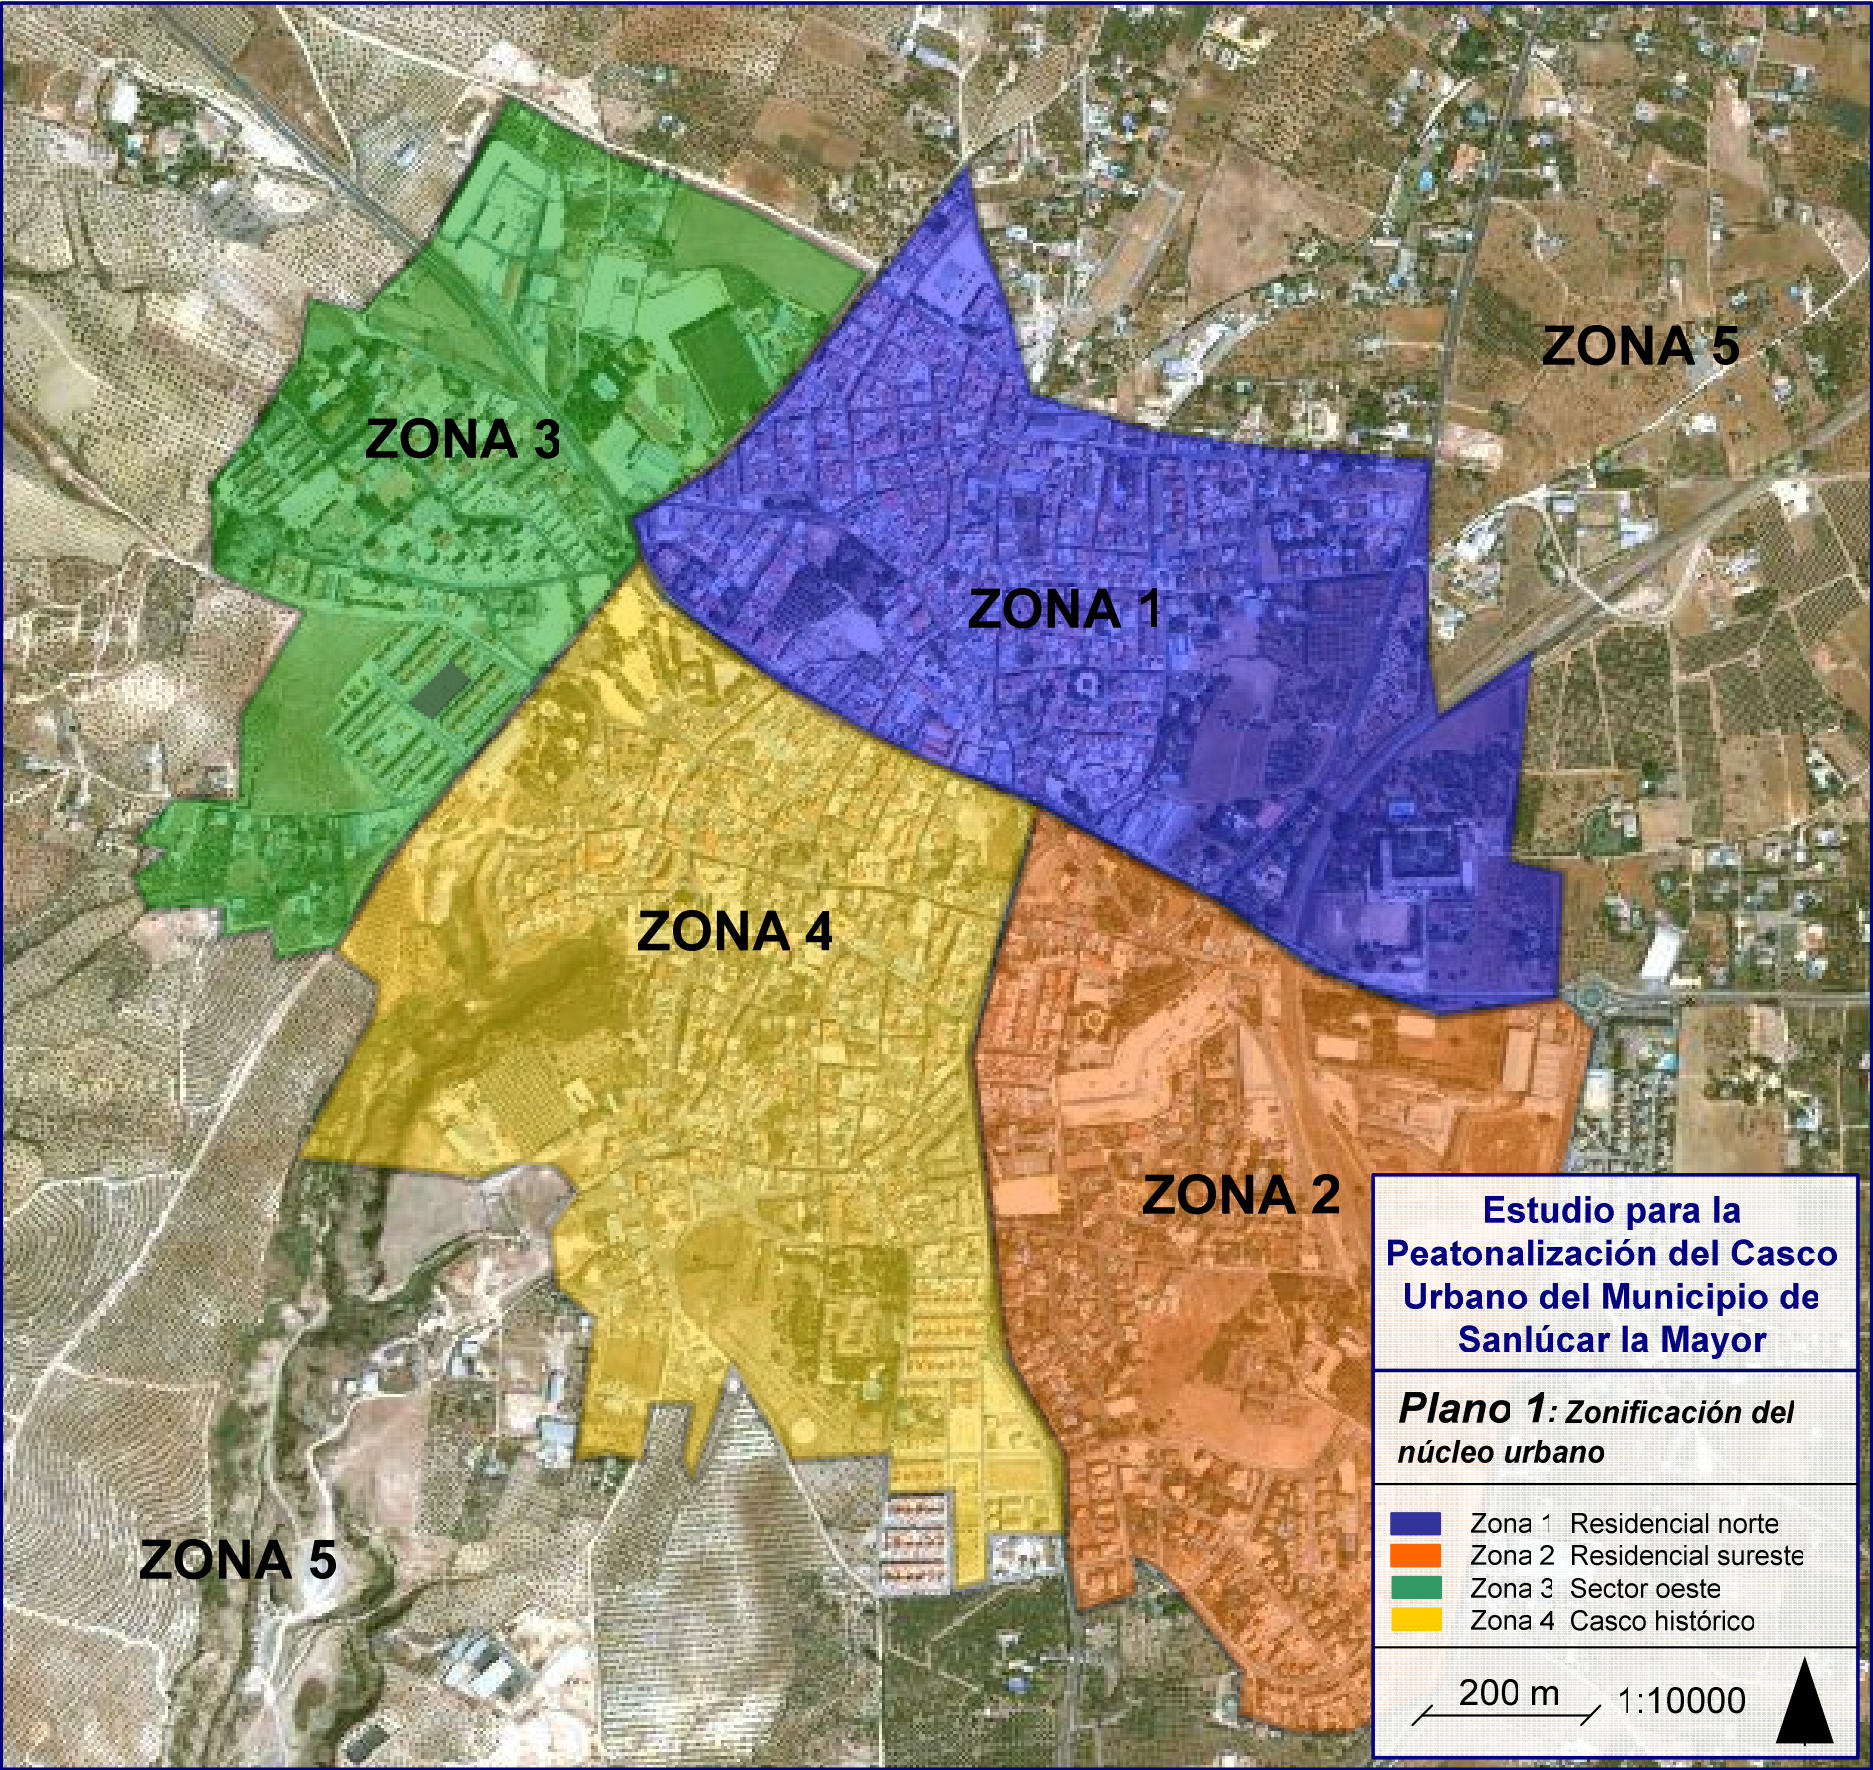 ZONA 5
ZONA 3
ZONA 1
ZONA 4
ZONA 2
ZONA 5
Estudio para la
Peatonalización del Casco
Urbano del Municipio de
Sanlúcar la Mayor
Plano 1: Zonificación del
núcleo urbano
Zona 1 Residencial norte
Zona 2 Residencial sureste
Zona 3 Sector oeste
Zona 4 Casco histórico
200 m 1:10000